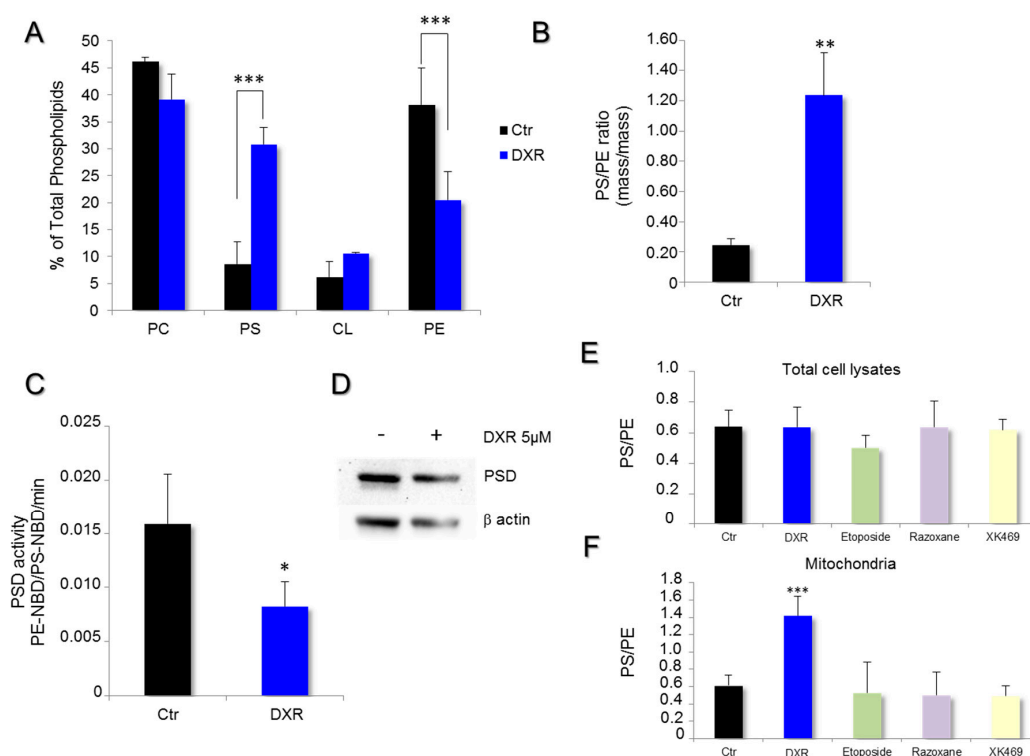 A
50
45
40
35
30
25
20
15
10
5
0
% of Total Phospholipids
***
***
PC
PS
CL
PE
Ctr
DXR
B
1.60
1.40
1.20
1.00
0.80
0.60
0.40
0.20
0
PS/PE ratio
(mass/mass)
**
Ctr
DXR
C
0.025
0.020
0.015
0.010
0.005
0
PSD activity
PE-NBD/PS-NBD/min
*
Ctr
DXR
D
- + DXR 5µM
PSD
β actin
E
Total cell lysates
1.0
0.8
0.6
0.4
0.2
0
PS/PE
Ctr
DXR
Etoposide
Razoxane
XK469
F
Mitochondria
1.8
1.6
1.4
1.2
1.0
0.8
0.6
0.4
0.2
0
PS/PE
***
Ctr
DXR
Etoposide
Razoxane
XK469